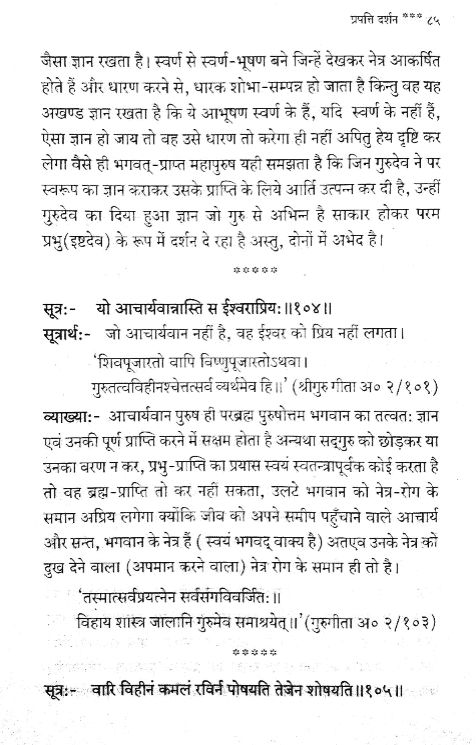 प्रपत्ति दर्शन *** ८५
जैसा ज्ञान रखता है। स्वर्ण से स्वर्ण-भूषण बने जिन्हें देखकर नेत्र आकर्षित
होते हैं और धारण करने से, धारक शोभा-सम्पन्न हो जाता है किन्तु वह यह
अखण्ड ज्ञान रखता है कि ये आभूषण स्वर्ण के हैं, यदि स्वर्ण के नहीं हैं,
ऐसा ज्ञान हो जाय तो वह उसे धारण तो करेगा ही नहीं अपितु हेय दृष्टि कर
लेगा वैसे ही भगवत्-प्राप्त महापुरुष यही समझता है कि जिन गुरुदेव ने पर
स्वरूप का ज्ञान कराकर उसके प्राप्ति के लिये आर्ति उत्पन्न कर दी है, उन्हीं
गुरुदेव का दिया हुआ ज्ञान जो गुरु से अभिन्न है साकार होकर परम
प्रभु(इष्टदेव) के रूप में दर्शन दे रहा है अस्तु, दोनों में अभेद है।
*****
सूत्र:- यो आचार्यवान्नास्ति स ईश्वराप्रिय:॥१०४॥
सूत्रार्थ:- जो आचार्यवान नहीं है, वह ईश्वर को प्रिय नहीं लगता।
‘शिवपूजारतो वापि विष्णुपूजारतोऽथवा।
गुरुतत्वविहीनश्चेत्तत्सर्व व्यर्थमेव हि॥’ (श्रीगुरु गीता अ० २/१०१)
व्याख्या:- आचार्यवान पुरुष ही परब्रह्म पुरुषोत्तम भगवान का तत्वत: ज्ञान
एवं उनकी पूर्ण प्राप्ति करने में सक्षम होता है अन्यथा सद्गुरु को छोड़कर या
उनका वरण न कर, प्रभु-प्राप्ति का प्रयास स्वयं स्वतन्त्रापूर्वक कोई करता है
तो वह ब्रह्म-प्राप्ति तो कर नहीं सकता, उलटे भगवान को नेत्र-रोग के
समान अप्रिय लगेगा क्योंकि जीव को अपने समीप पहुँचाने वाले आचार्य
और सन्त, भगवान के नेत्र हैं ( स्वयं भगवद् वाक्य है) अतएव उनके नेत्र को
दुख देने वाला (अपमान करने वाला) नेत्र रोग के समान ही तो है।
‘तस्मात्सर्वप्रयत्नेन सर्वसंगविवर्जित:।
विहाय शास्त्र जालानि गुरुमेव समाश्रयेत्॥’(गुरुगीता अ० २/१०३)
*****
सूत्र:- वारि विहीनं कमलं रविर्न पोषयति तेजेन शोषयति॥१०५॥